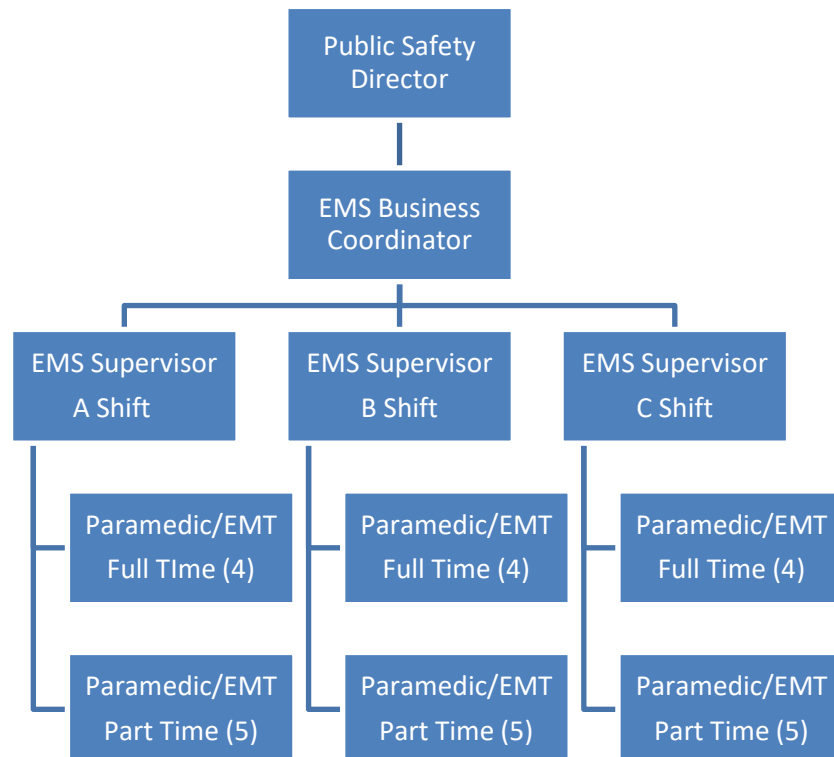 Public Safety
Director
EMS Business
Coordinator
EMS Supervisor
A Shift
EMS Supervisor
B Shift
EMS Supervisor
C Shift
Paramedic/EMT
Full TIme (4)
Paramedic/EMT
Full Time (4)
Paramedic/EMT
Full Time (4)
Paramedic/EMT
Part Time (5)
Paramedic/EMT
Part Time (5)
Paramedic/EMT
Part Time (5)